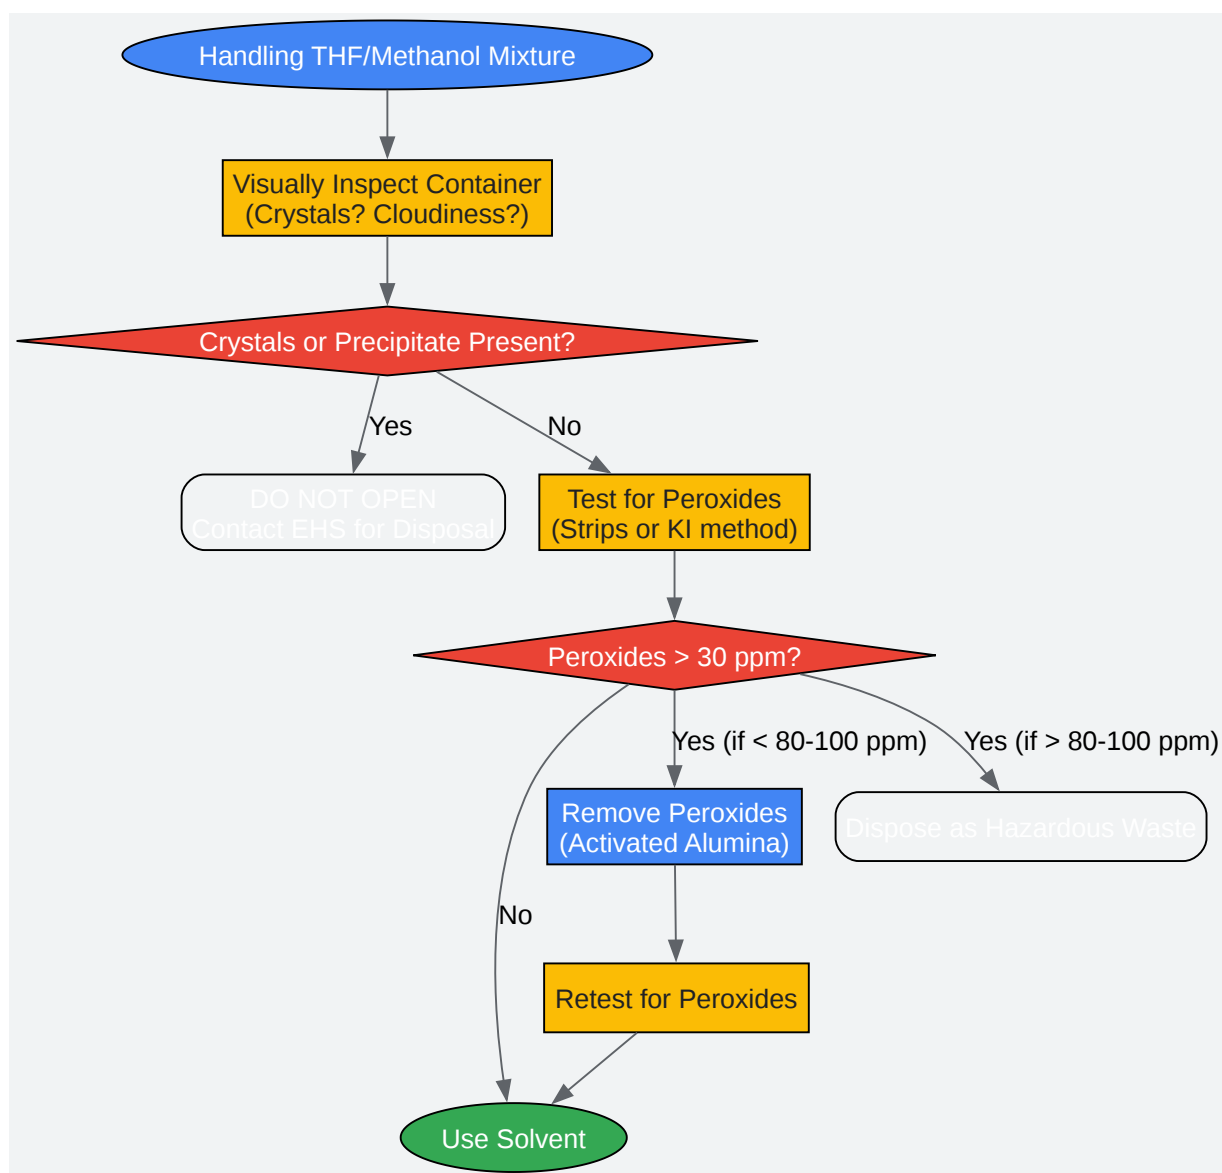 Handling THF/Methanol Mixture
Visually Inspect Container
(Crystals? Cloudiness?)
Crystals or Precipitate Present?
Yes
No
DO NOT OPEN
Contact EHS for Disposal
Test for Peroxides
(Strips or KI method)
Peroxides > 30 ppm?
Yes (if < 80-100 ppm)
Yes (if > 80-100 ppm)
Remove Peroxides
(Activated Alumina)
Dispose as Hazardous Waste
No
Retest for Peroxides
Use Solvent